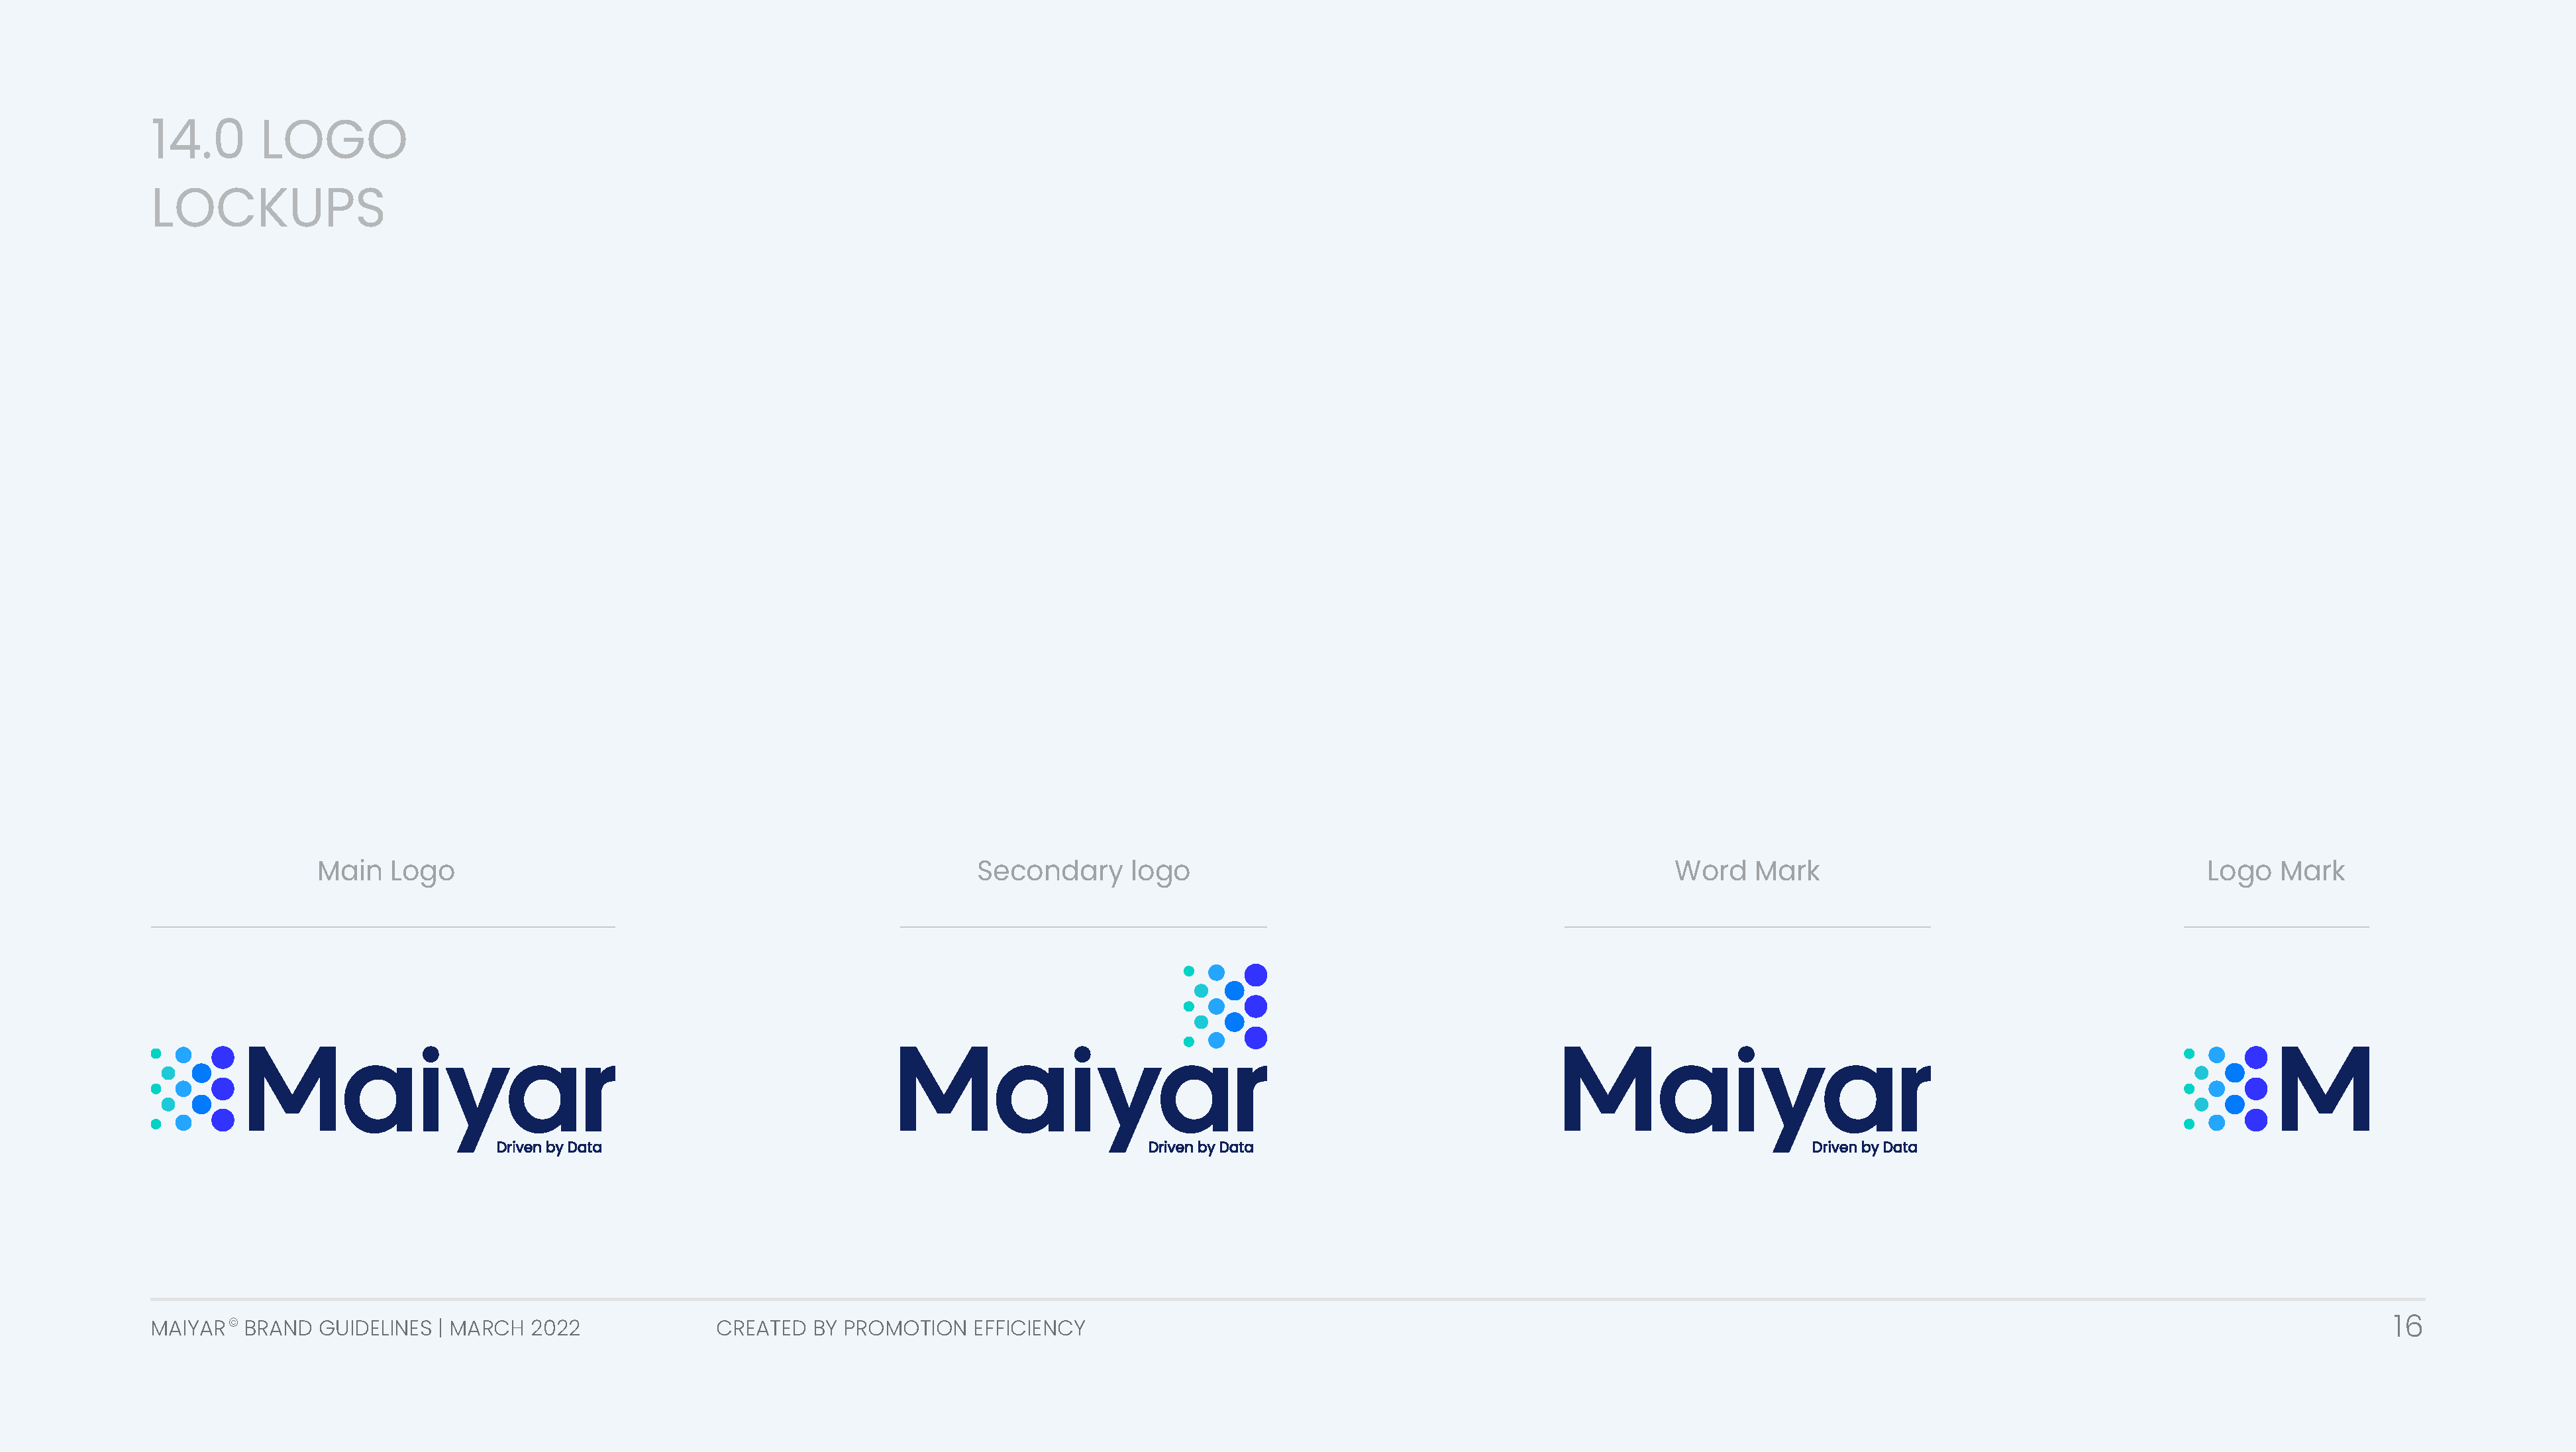 14.0 LOGO
LOCKUPS
Main Logo
Secondary logo
Word Mark
Logo Mark
Maiyar
Driven by Data
Maiyar
Driven by Data
Maiyar
Driven by Data
M
MAIYAR© BRAND GUIDELINES | MARCH 2022
CREATED BY PROMOTION EFFICIENCY
16